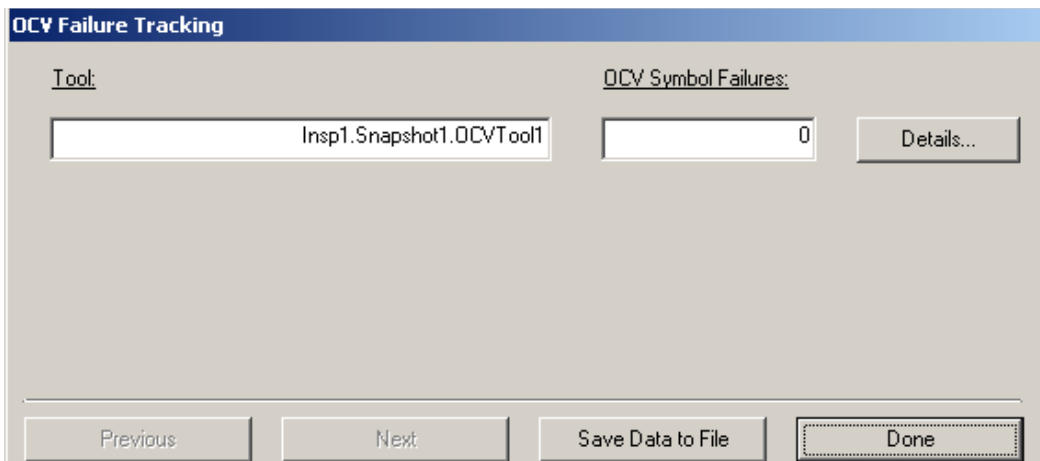 OCV Failure Tracking
Tool:
OCV Symbol Failures:
Insp1.Snapshot1.OCVTool1
0
Details...
Previous
Next
Save Data to File
Done